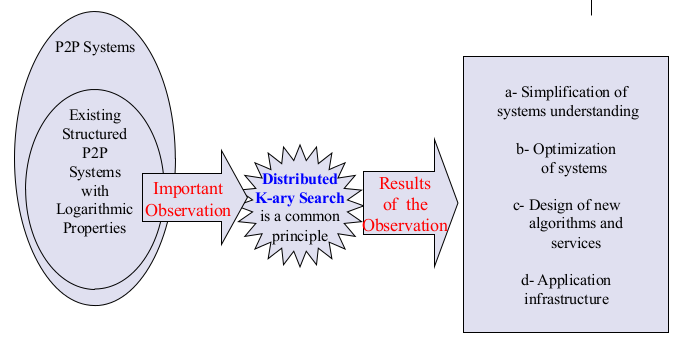 P2P Systems
Existing
Structured
P2P
Systems
with
Logarithmic
Properties
Important
Observation
Distributed
K-ary Search
is a common
principle
Results
of the
Observation
a- Simplification of
systems understanding
b- Optimization
of systems
c- Design of new
algorithms and
services
d- Application
infrastructure